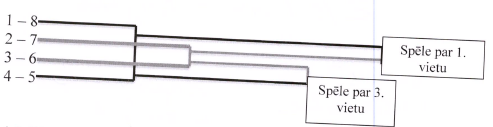 1 – 8
2 – 7
3 – 6
4 – 5
Spēle par 1.
vietu
Spēle par 3.
vietu